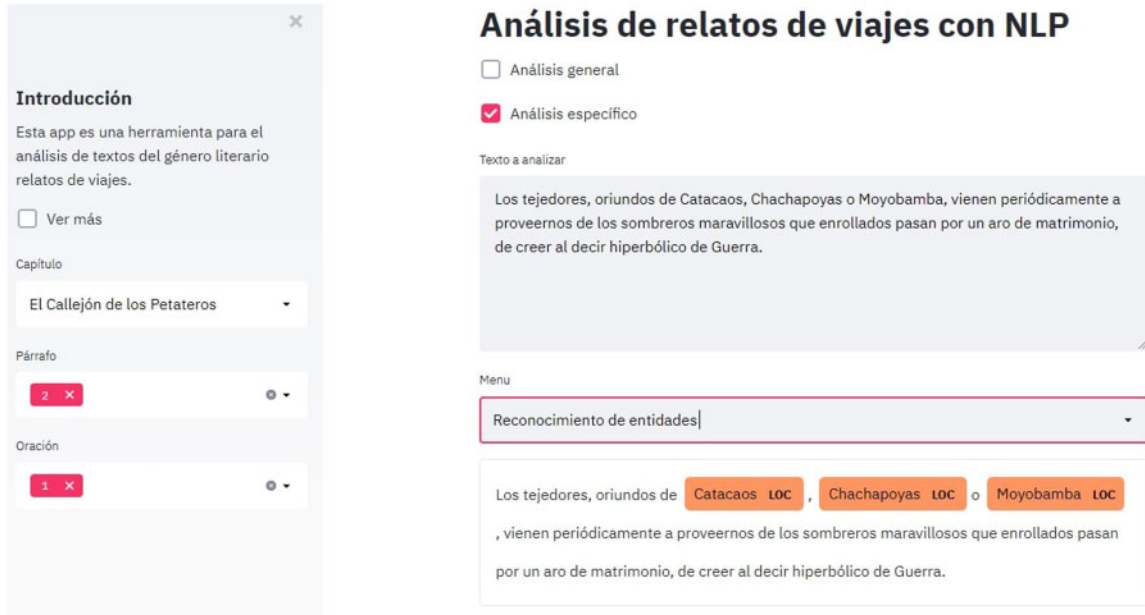 Introducción
Esta app es una herramienta para el
análisis de textos del género literario
relatos de viajes.
Ver más
Capítulo
El Callejón de los Petateros
Párrafo
2
Oración
1
Análisis de relatos de viajes con NLP
Análisis general
Análisis específico
Texto a analizar
Los tejedores, oriundos de Catacaos, Chachapoyas o Moyobamba, vienen periódicamente a
proveernos de los sombreros maravillosos que enrollados pasan por un aro de matrimonio,
de creer al decir hiperbólico de Guerra.
Menu
Reconocimiento de entidades
Los tejedores, oriundos de Catacaos LOC , Chachapoyas LOC o Moyobamba LOC
, vienen periódicamente a proveernos de los sombreros maravillosos que enrollados pasan
por un aro de matrimonio, de creer al decir hiperbólico de Guerra.